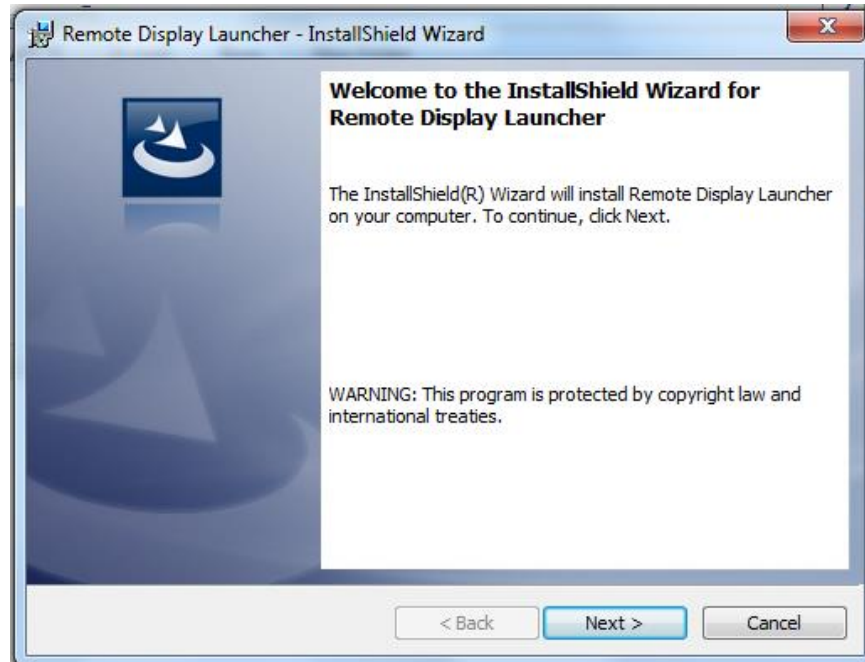 Remote Display Launcher - InstallShield Wizard
Welcome to the InstallShield Wizard for
Remote Display Launcher
The InstallShield(R) Wizard will install Remote Display Launcher
on your computer. To continue, click Next.
WARNING: This program is protected by copyright law and
international treaties.
< Back
Next >
Cancel